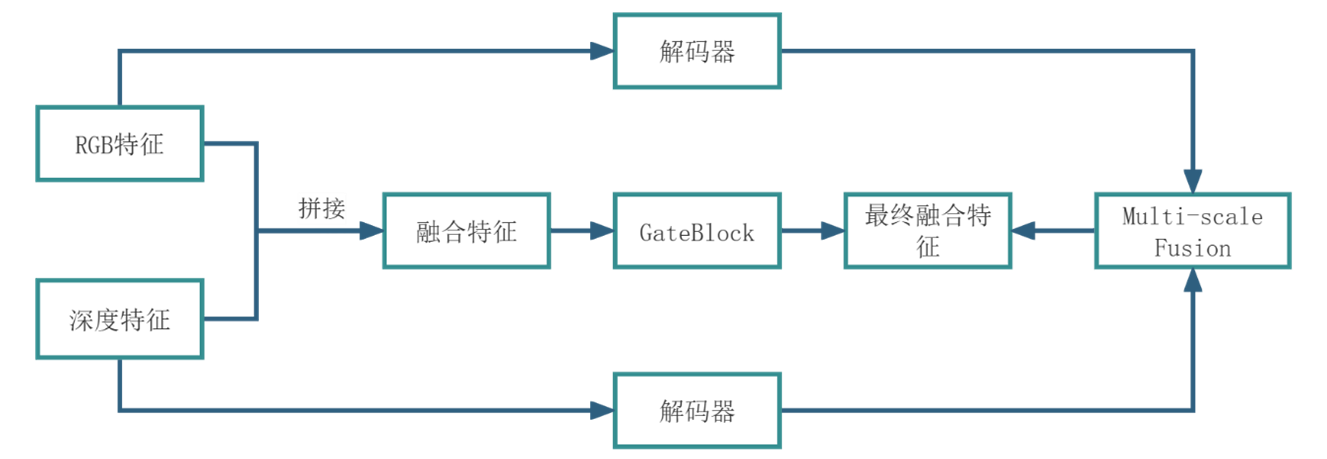 解码器
RGB特征
拼接
融合特征
GateBlock
最终融合特
征
Multi-scale
Fusion
深度特征
解码器